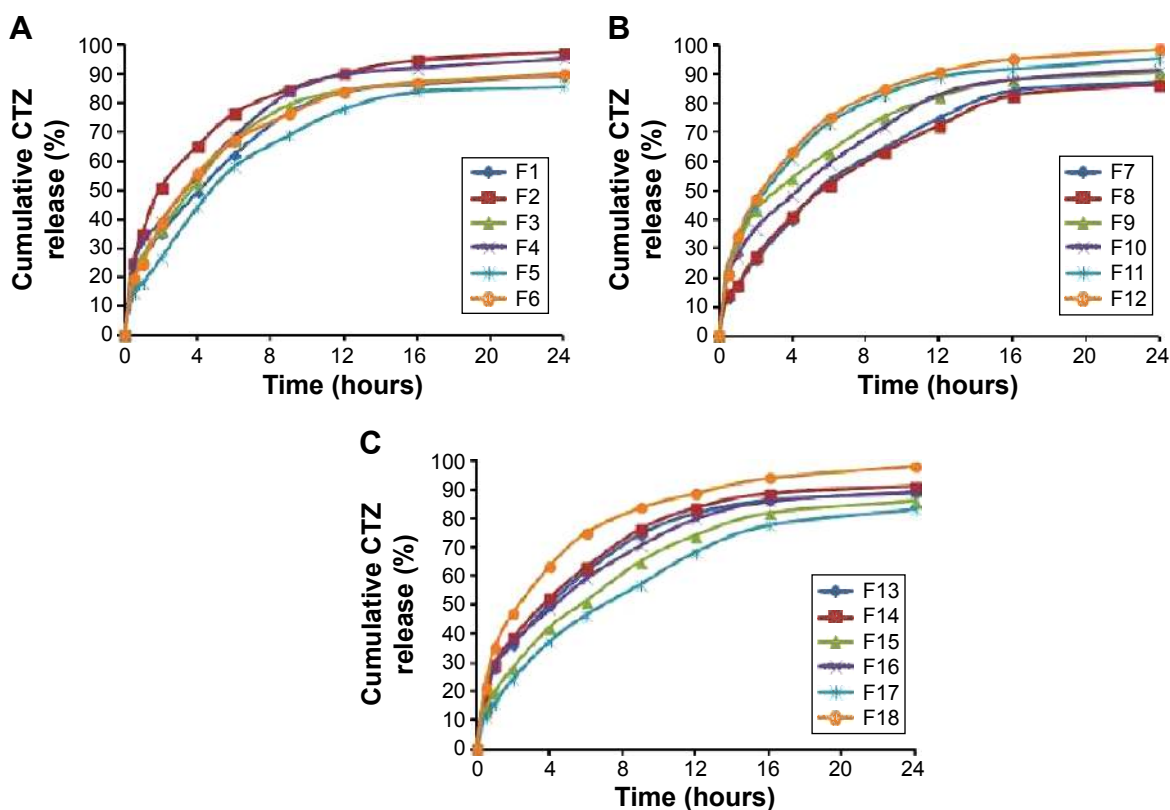 A
Cumulative CTZ
release (%)
100
90
80
70
60
50
40
30
20
10
0
0 4 8 12 16 20 24
Time (hours)
F1
F2
F3
F4
F5
F6
B
Cumulative CTZ
release (%)
100
90
80
70
60
50
40
30
20
10
0
0 4 8 12 16 20 24
Time (hours)
F7
F8
F9
F10
F11
F12
C
Cumulative CTZ
release (%)
100
90
80
70
60
50
40
30
20
10
0
0 4 8 12 16 20 24
Time (hours)
F13
F14
F15
F16
F17
F18